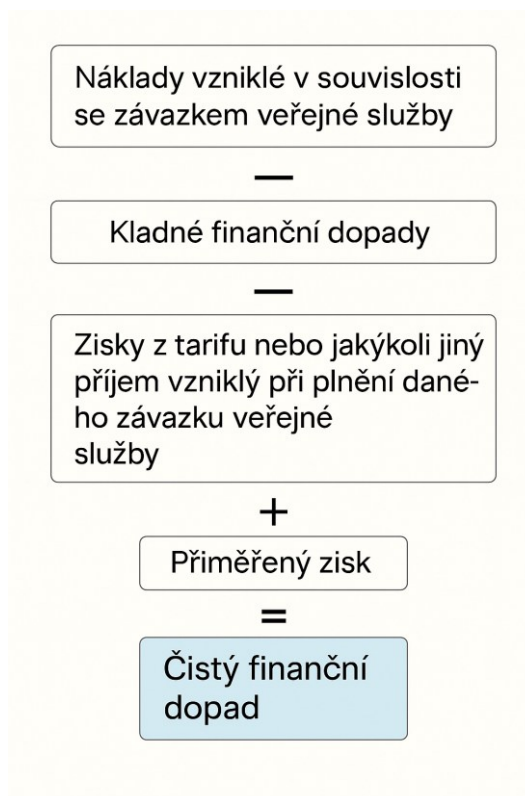 Náklady vzniklé v souvislosti
se závazkem veřejné služby
—
Kladné finanční dopady
—
Zisky z tarifu nebo jakýkoli jiný
příjem vzniklý při plnění dané-
ho závazku veřejné
služby
+
Přiměřený zisk
=
Čistý finanční
dopad